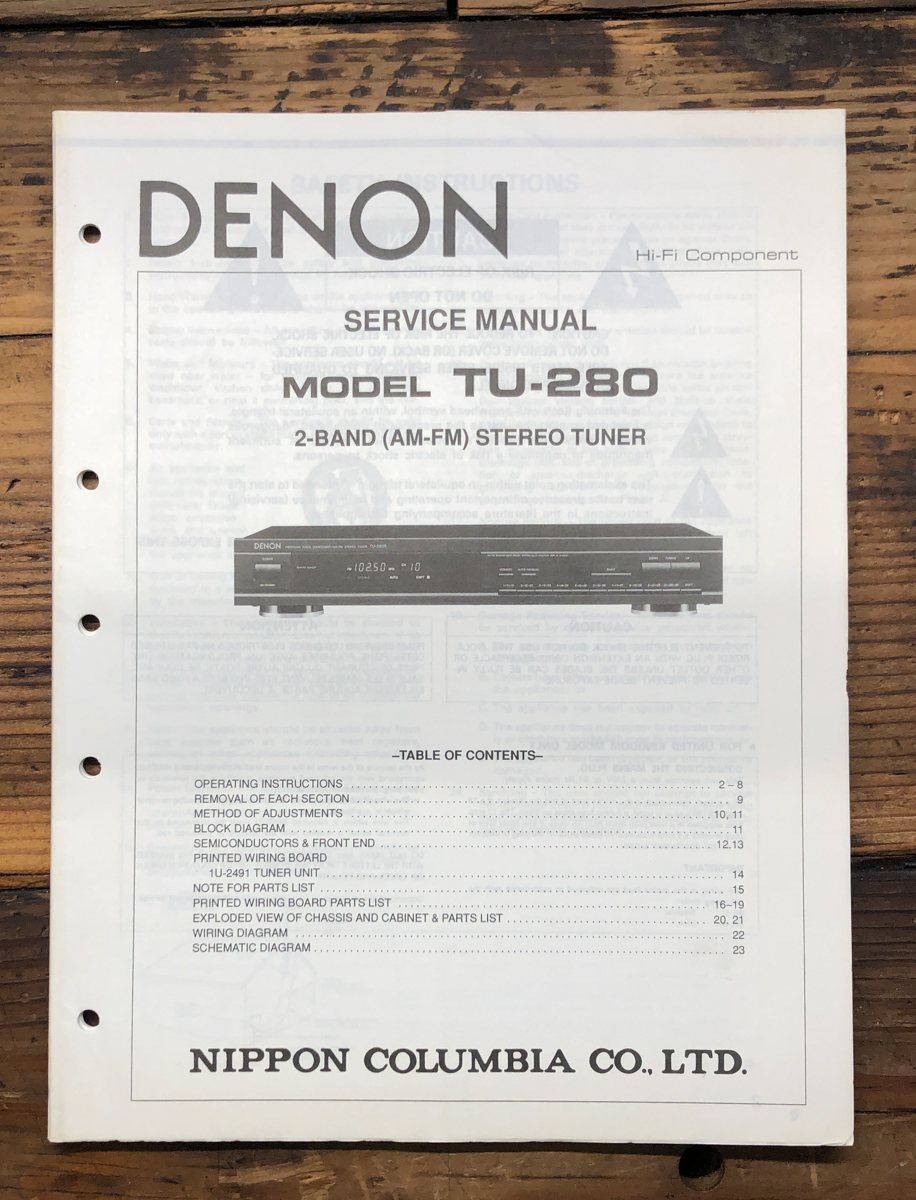 DENON
Hi-Fi Component
SERVICE MANUAL
MODEL TU-280
2-BAND (AM-FM) STEREO TUNER
DENON
102.50
10
AUTO
–TABLE OF CONTENTS–
OPERATING INSTRUCTIONS 2 – 8
REMOVAL OF EACH SECTION 9
METHOD OF ADJUSTMENTS 10, 11
BLOCK DIAGRAM 11
SEMICONDUCTORS & FRONT END 12.13
PRINTED WIRING BOARD
1U-2491 TUNER UNIT 14
NOTE FOR PARTS LIST 15
PRINTED WIRING BOARD PARTS LIST 16–19
EXPLODED VIEW OF CHASSIS AND CABINET & PARTS LIST 20, 21
WIRING DIAGRAM 22
SCHEMATIC DIAGRAM 23
NIPPON COLUMBIA CO., LTD.